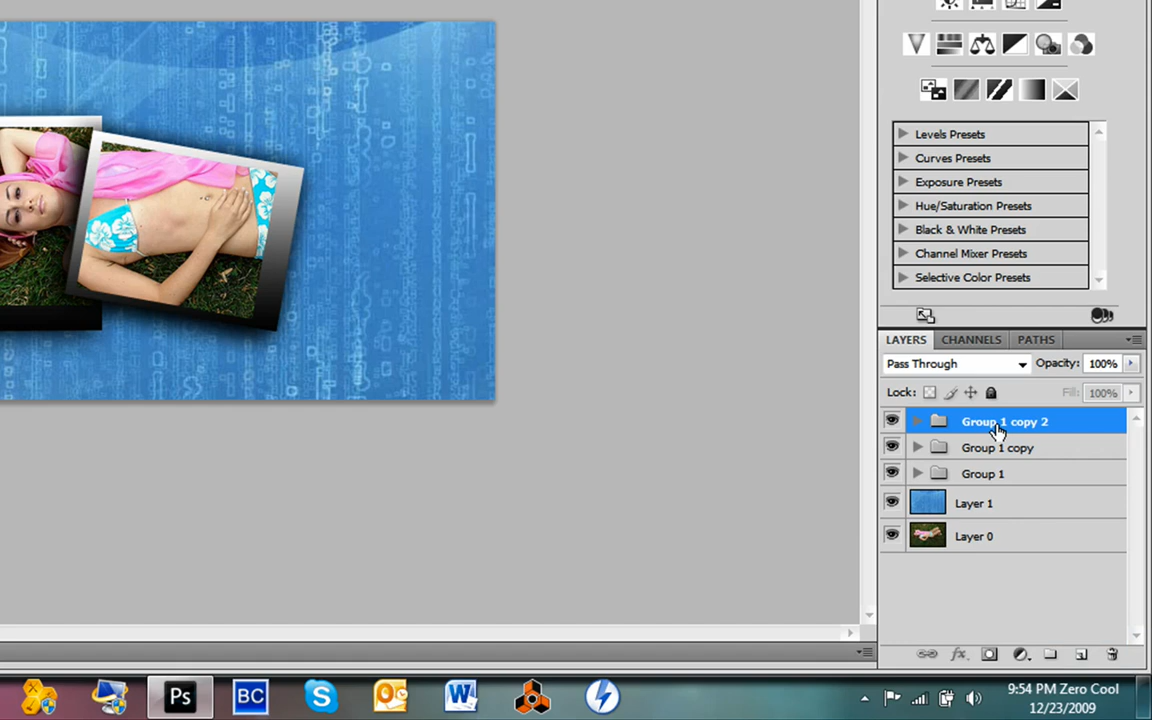 Levels Presets
Curves Presets
Exposure Presets
Hue/Saturation Presets
Black & White Presets
Channel Mixer Presets
Selective Color Presets
LAYERS CHANNELS PATHS
Pass Through Opacity: 100%
Lock: Fill: 100%
Group 1 copy 2
Group 1 copy
Group 1
Layer 1
Layer 0
fx
Ps BC S O W
9:54 PM Zero Cool
12/23/2009